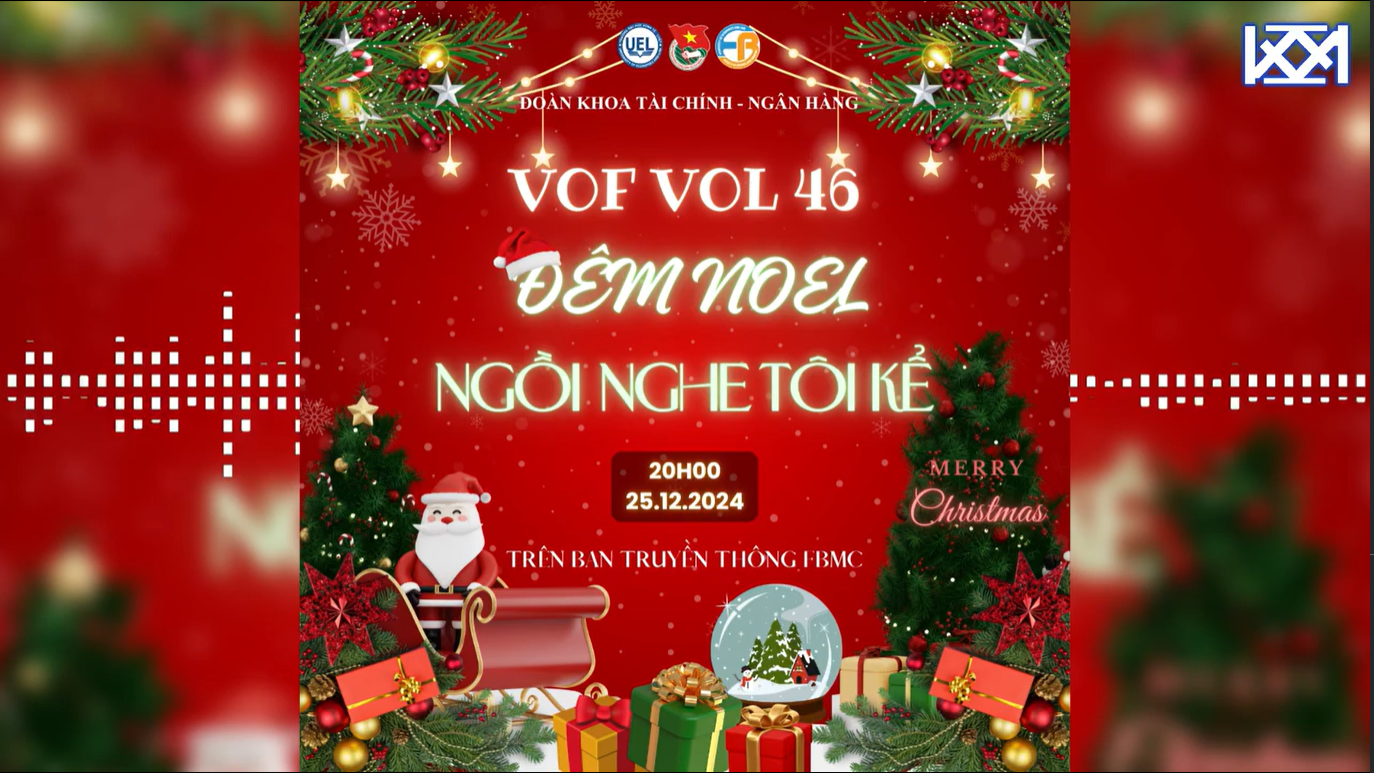 UEL
ĐOÀN KHOA TÀI CHÍNH - NGÂN HÀNG
VOF VOL 46
ĐÊM NOEL
NGỒI NGHE TÔI KỂ
20H00
25.12.2024
MERRY
Christmas
TRÊN BAN TRUYỀN THÔNG FBMC